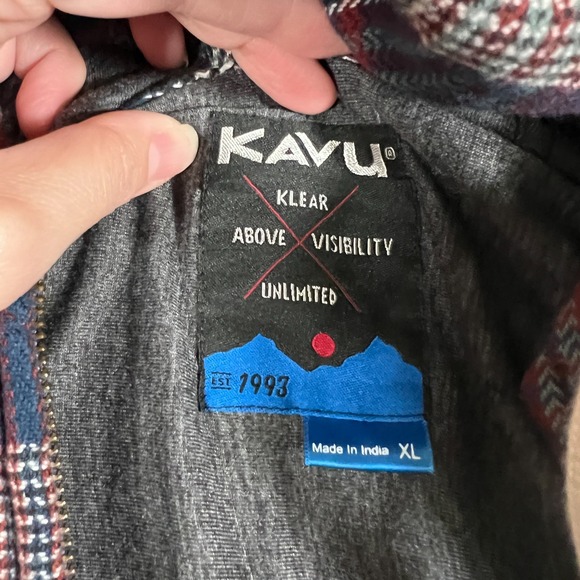 KAVU®
KLEAR
ABOVE VISIBILITY
UNLIMITED
EST 1993
Made In India XL